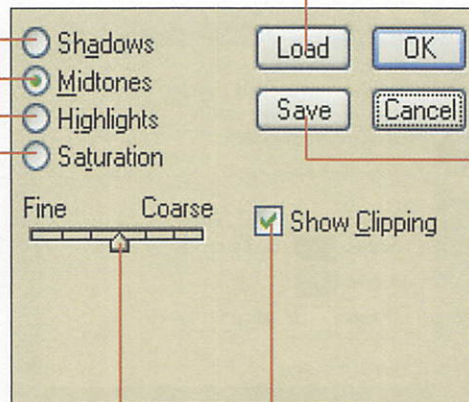 Shadows
Midtones
Highlights
Saturation
Load
OK
Save
Cancel
Fine
Coarse
Show Clipping